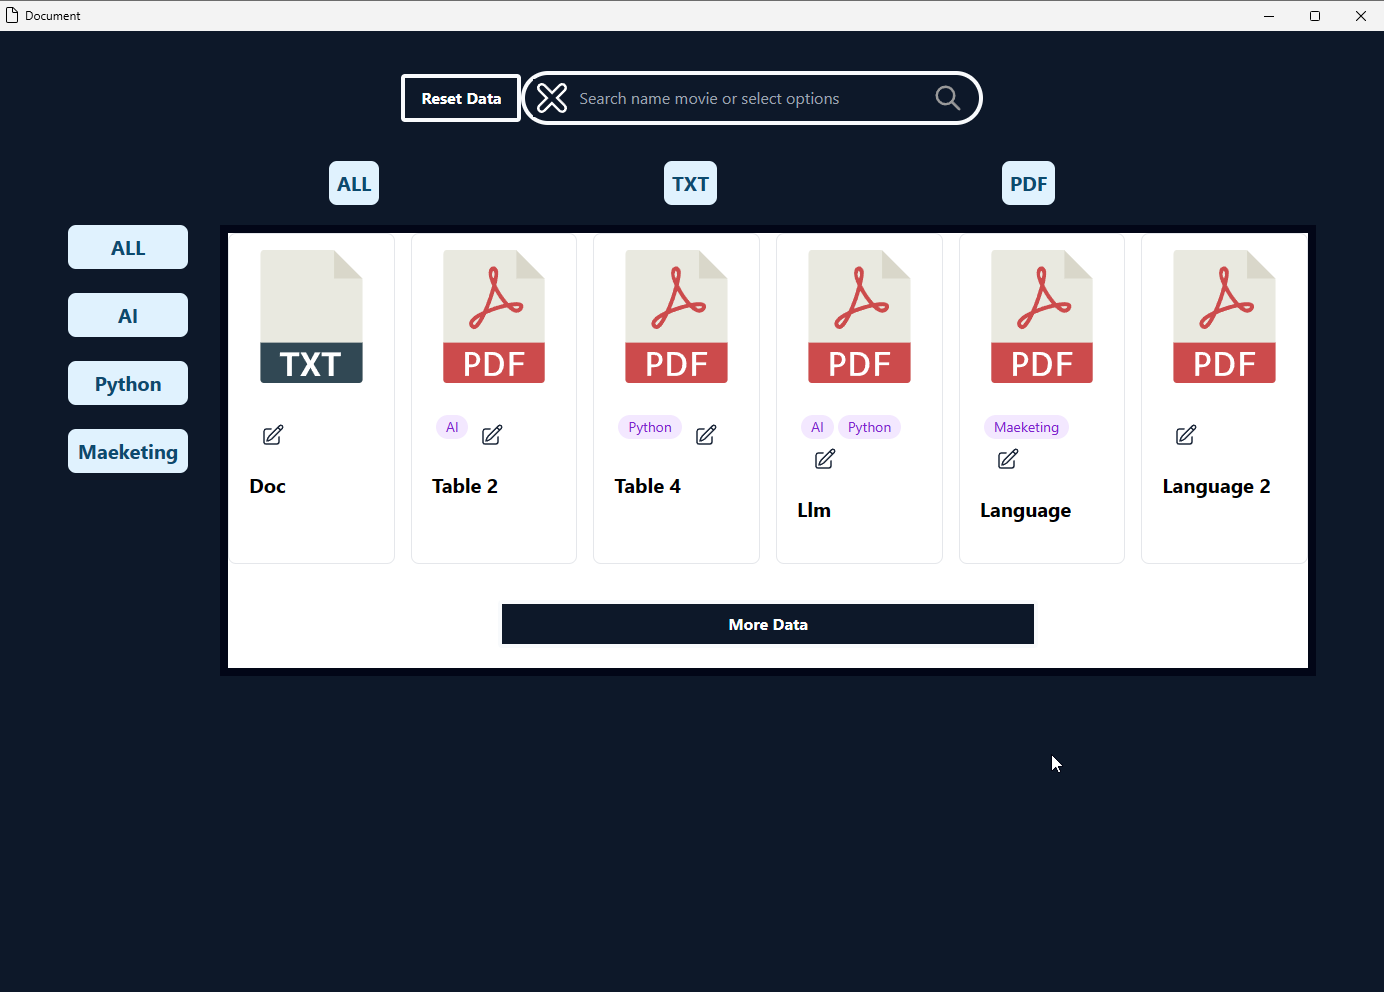 Document
Reset Data
Search name movie or select options
ALL
TXT
PDF
ALL
AI
Python
Maeketing
TXT
PDF
PDF
PDF
PDF
PDF
AI
Python
AI Python
Maeketing
Doc
Table 2
Table 4
Llm
Language
Language 2
More Data